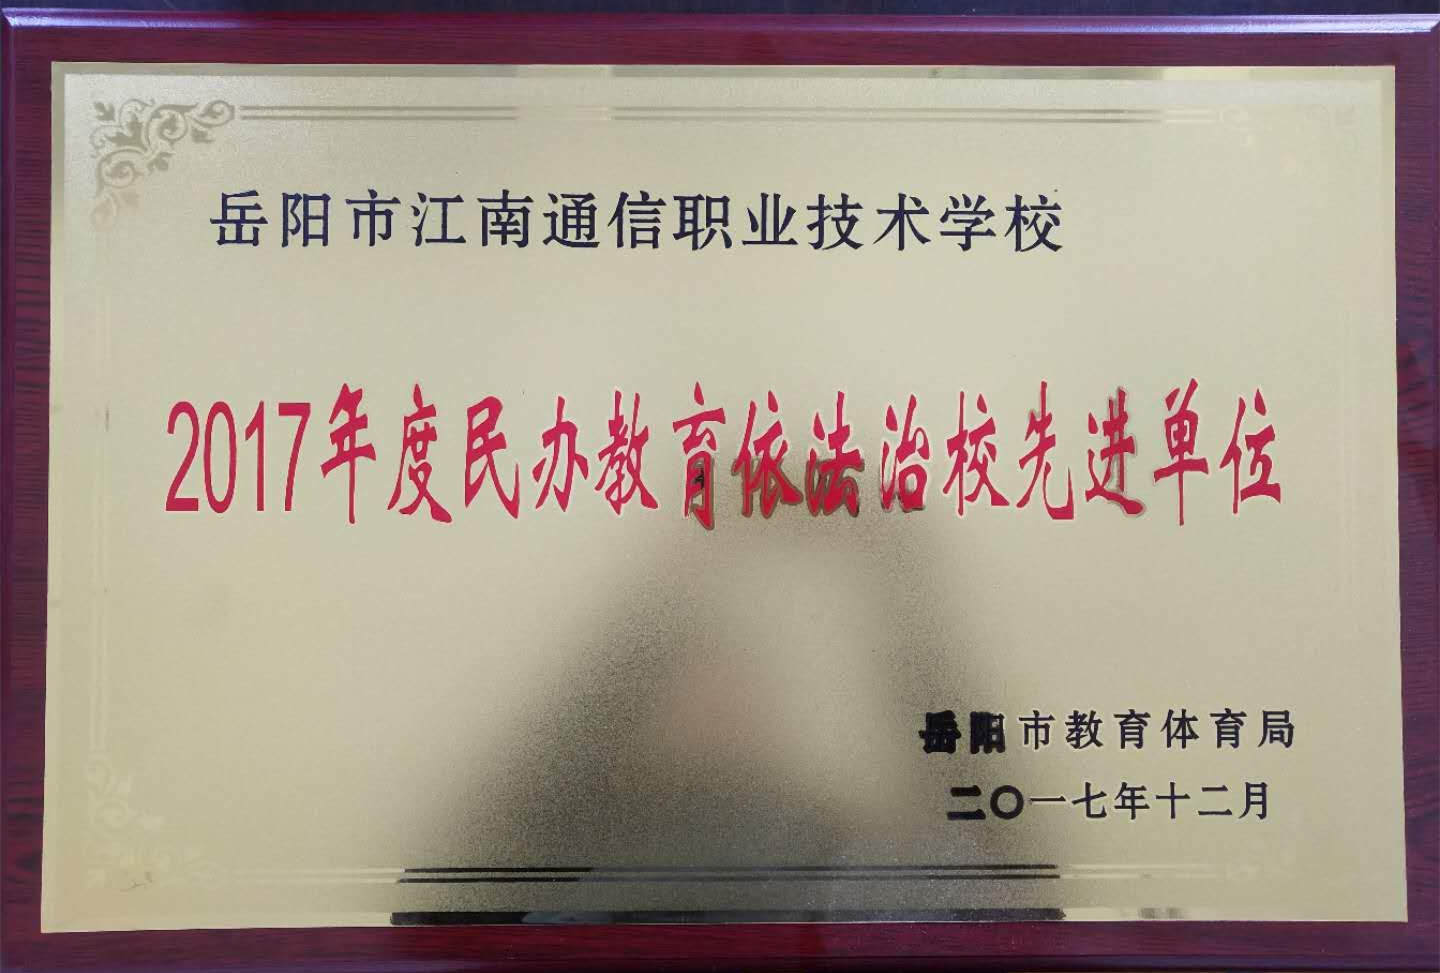 岳阳市江南通信职业技术学校
2017年度民办教育依法治校先进单位
岳阳市教育体育局
二〇一七年十二月